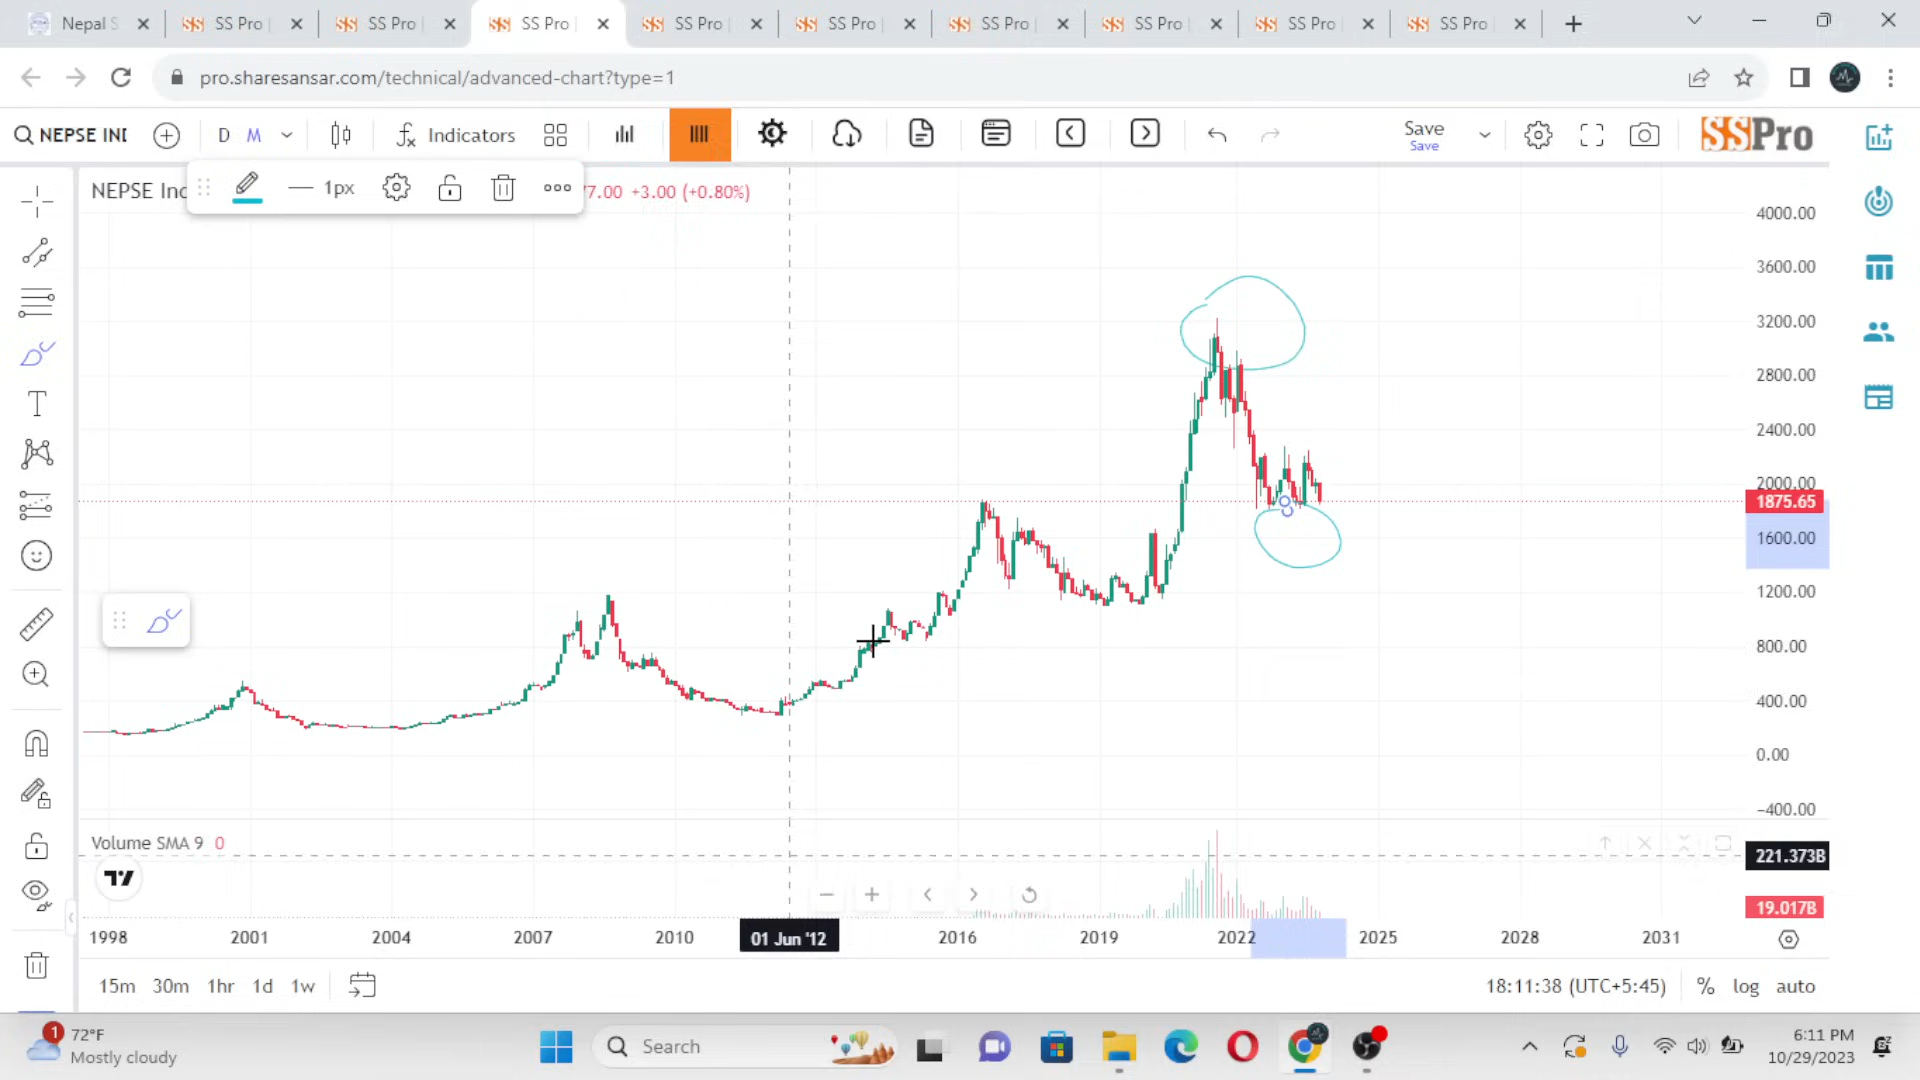 Nepal S
SS Pro |
SS Pro |
SS Pro |
SS Pro |
SS Pro |
SS Pro |
SS Pro |
SS Pro |
SS Pro |
pro.sharesansar.com/technical/advanced-chart?type=1
NEPSE INI
D M
Indicators
Save
Save
SSPro
NEPSE Inc
1px
77.00 +3.00 (+0.80%)
4000.00
3600.00
3200.00
2800.00
2400.00
2000.00
1875.65
1600.00
1200.00
800.00
400.00
0.00
−400.00
Volume SMA 9 0
221.373B
19.017B
1998 2001 2004 2007 2010 01 Jun '12 2016 2019 2022 2025 2028 2031
15m 30m 1hr 1d 1w
18:11:38 (UTC+5:45) % log auto
1
72°F
Mostly cloudy
Search
6:11 PM
10/29/2023